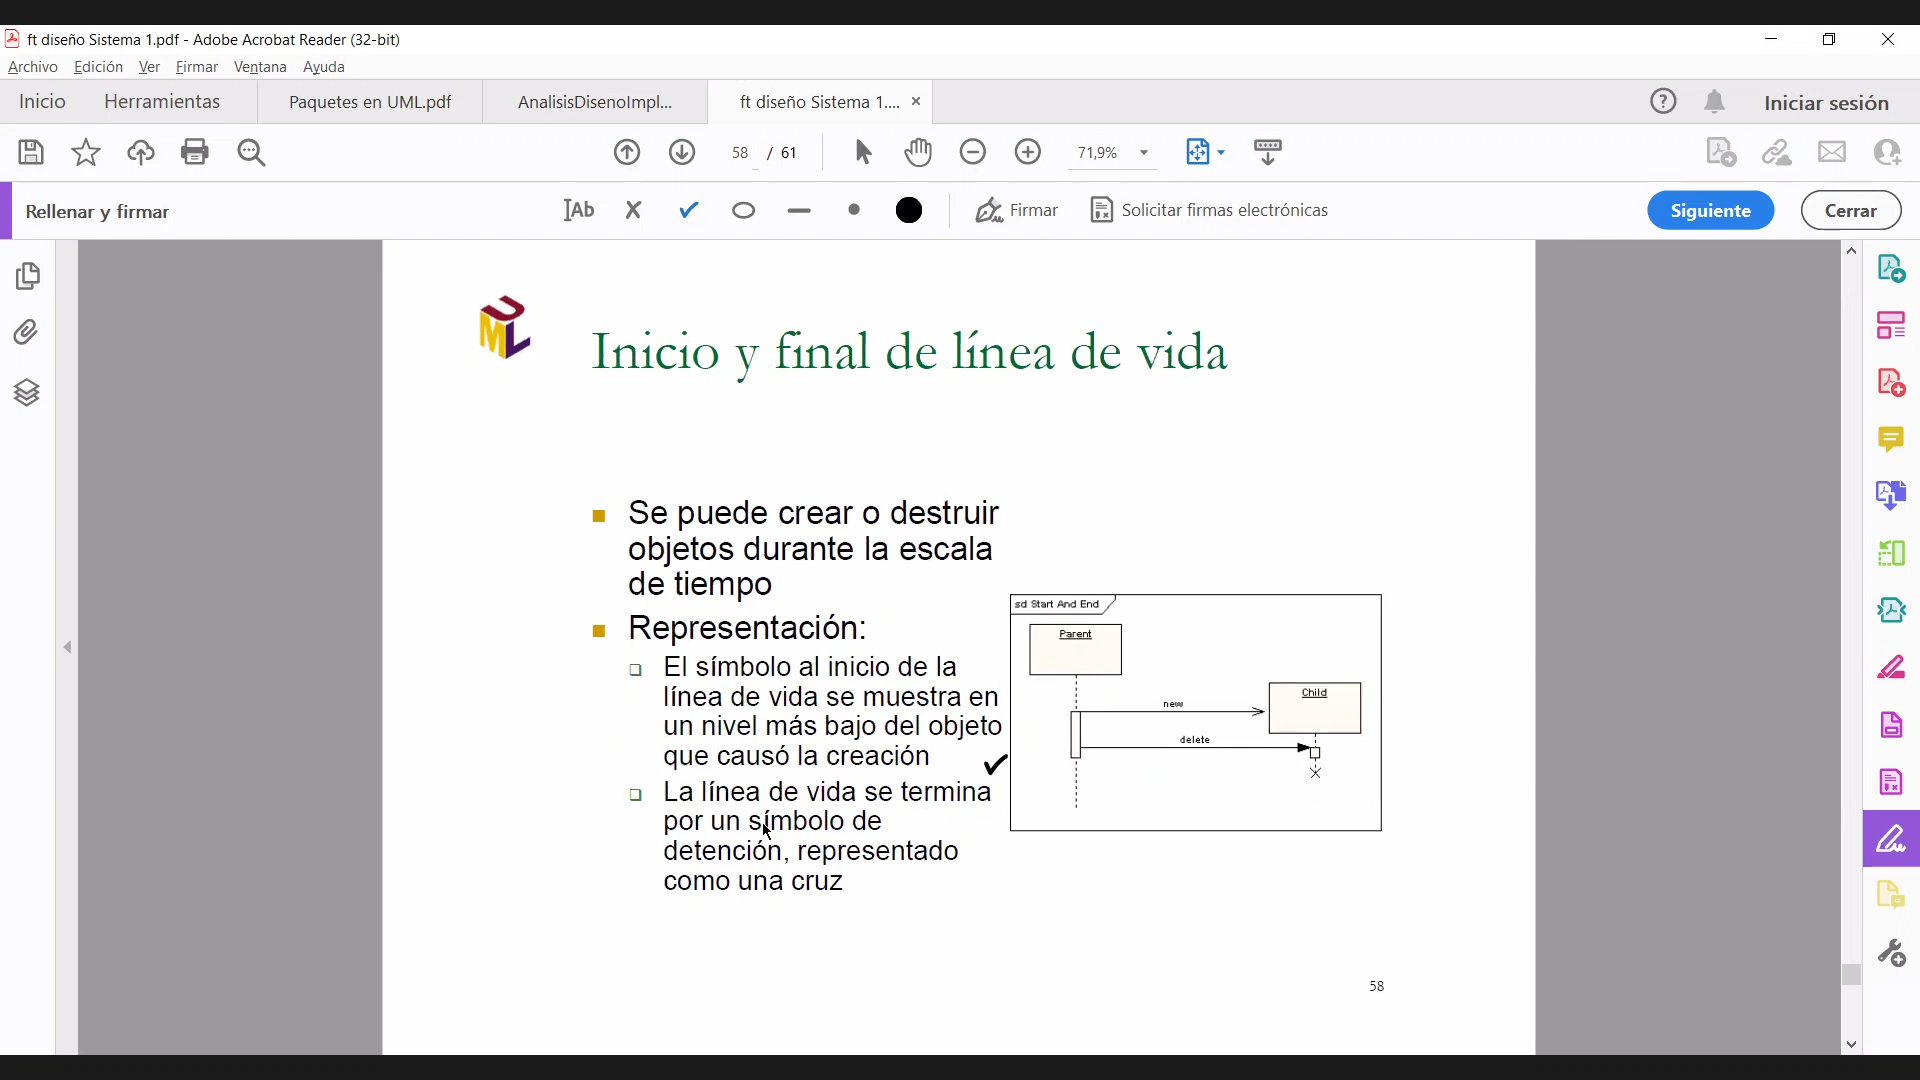 ft diseño Sistema 1.pdf - Adobe Acrobat Reader (32-bit)
Archivo Edición Ver Firmar Ventana Ayuda
Inicio Herramientas Paquetes en UML.pdf AnalisisDisenoImpl... ft diseño Sistema 1.... Iniciar sesión
58 / 61 71,9%
Rellenar y firmar Ab Firmar Solicitar firmas electrónicas Siguiente Cerrar
UML
Inicio y final de línea de vida
Se puede crear o destruir
objetos durante la escala
de tiempo
Representación:
El símbolo al inicio de la
línea de vida se muestra en
un nivel más bajo del objeto
que causó la creación
La línea de vida se termina
por un símbolo de
detención, representado
como una cruz
sd Start And End
Parent
Child
new
delete
58